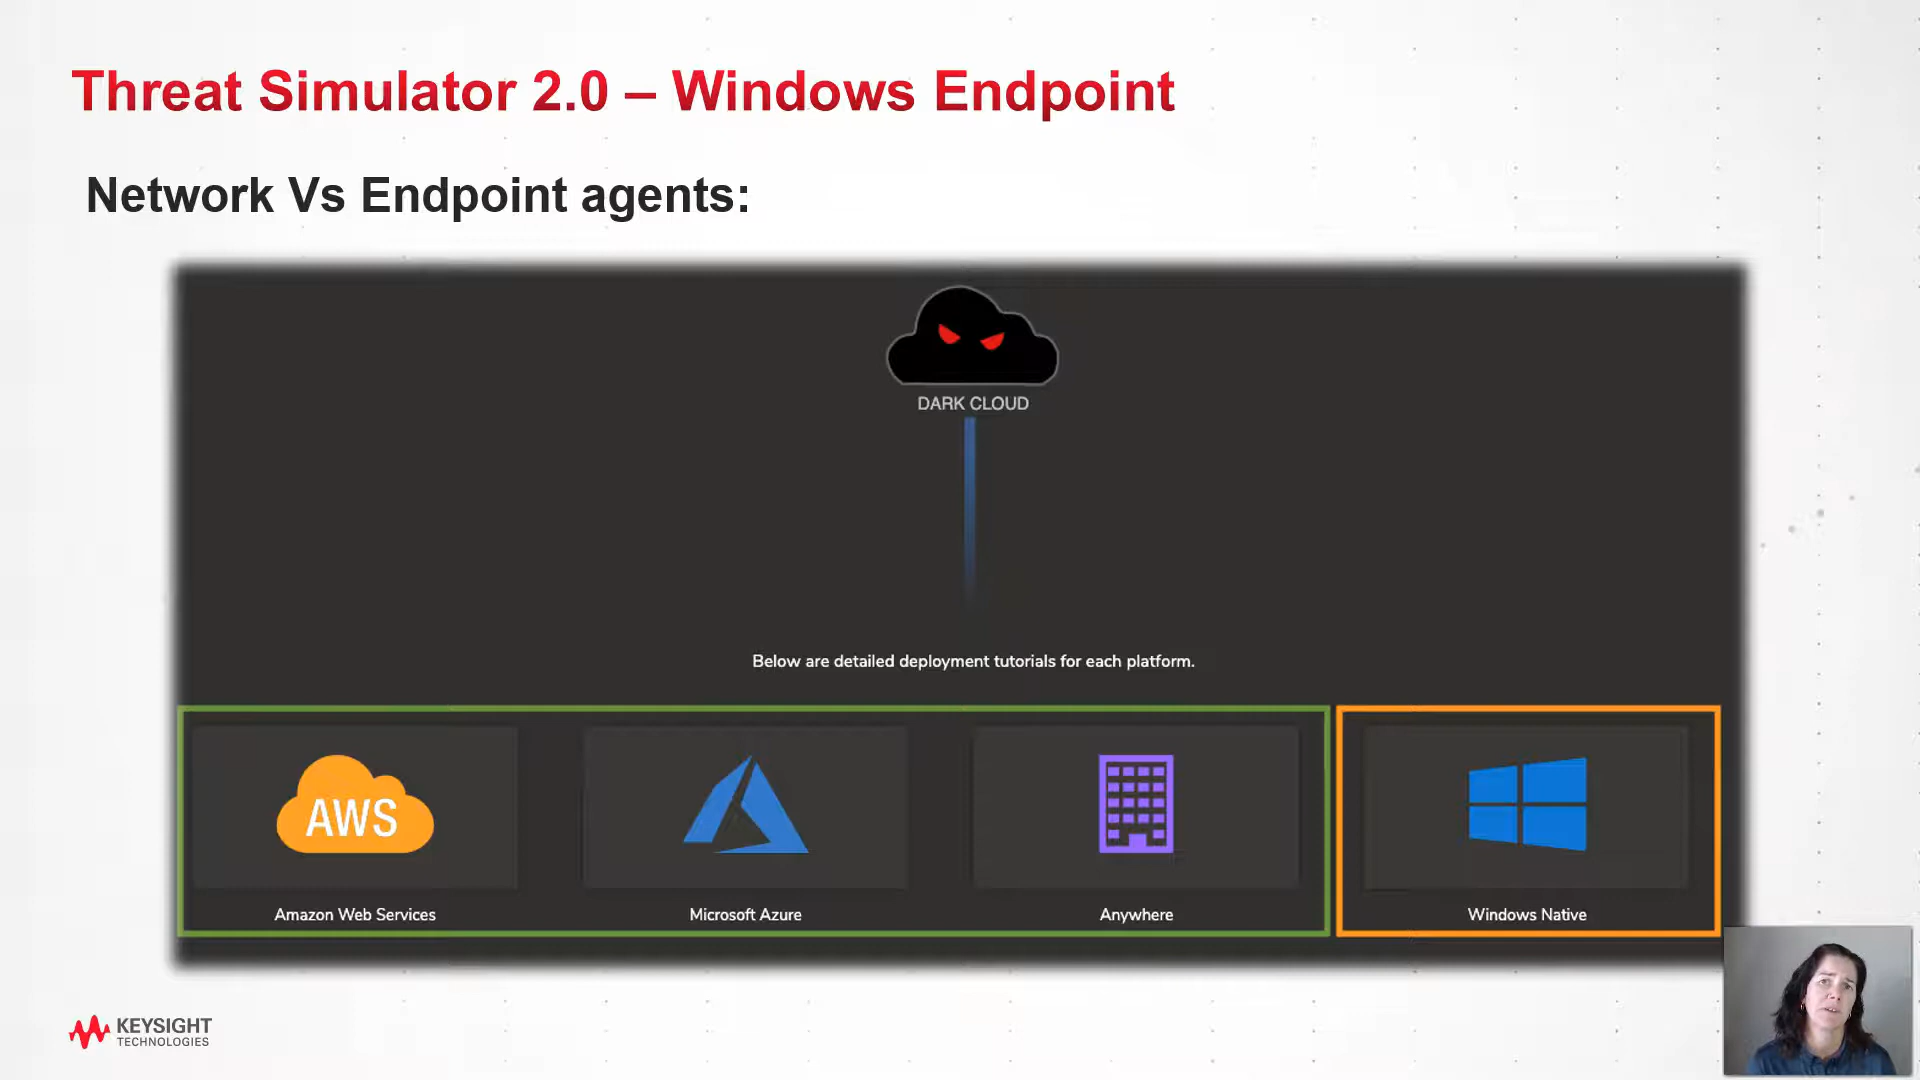 Threat Simulator 2.0 – Windows Endpoint
Network Vs Endpoint agents:
DARK CLOUD
Below are detailed deployment tutorials for each platform.
AWS
Amazon Web Services
Microsoft Azure
Anywhere
Windows Native
KEYSIGHT
TECHNOLOGIES